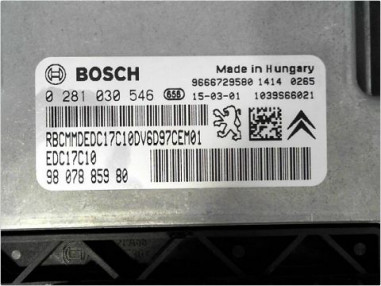 BOSCH
Made in Hungary
9666729580 1414 0265
0 281 030 546 658 15-03-01 1039S66021
RBCMMDEDC17C10DV6D97CEM01
EDC17C10
98 078 859 80